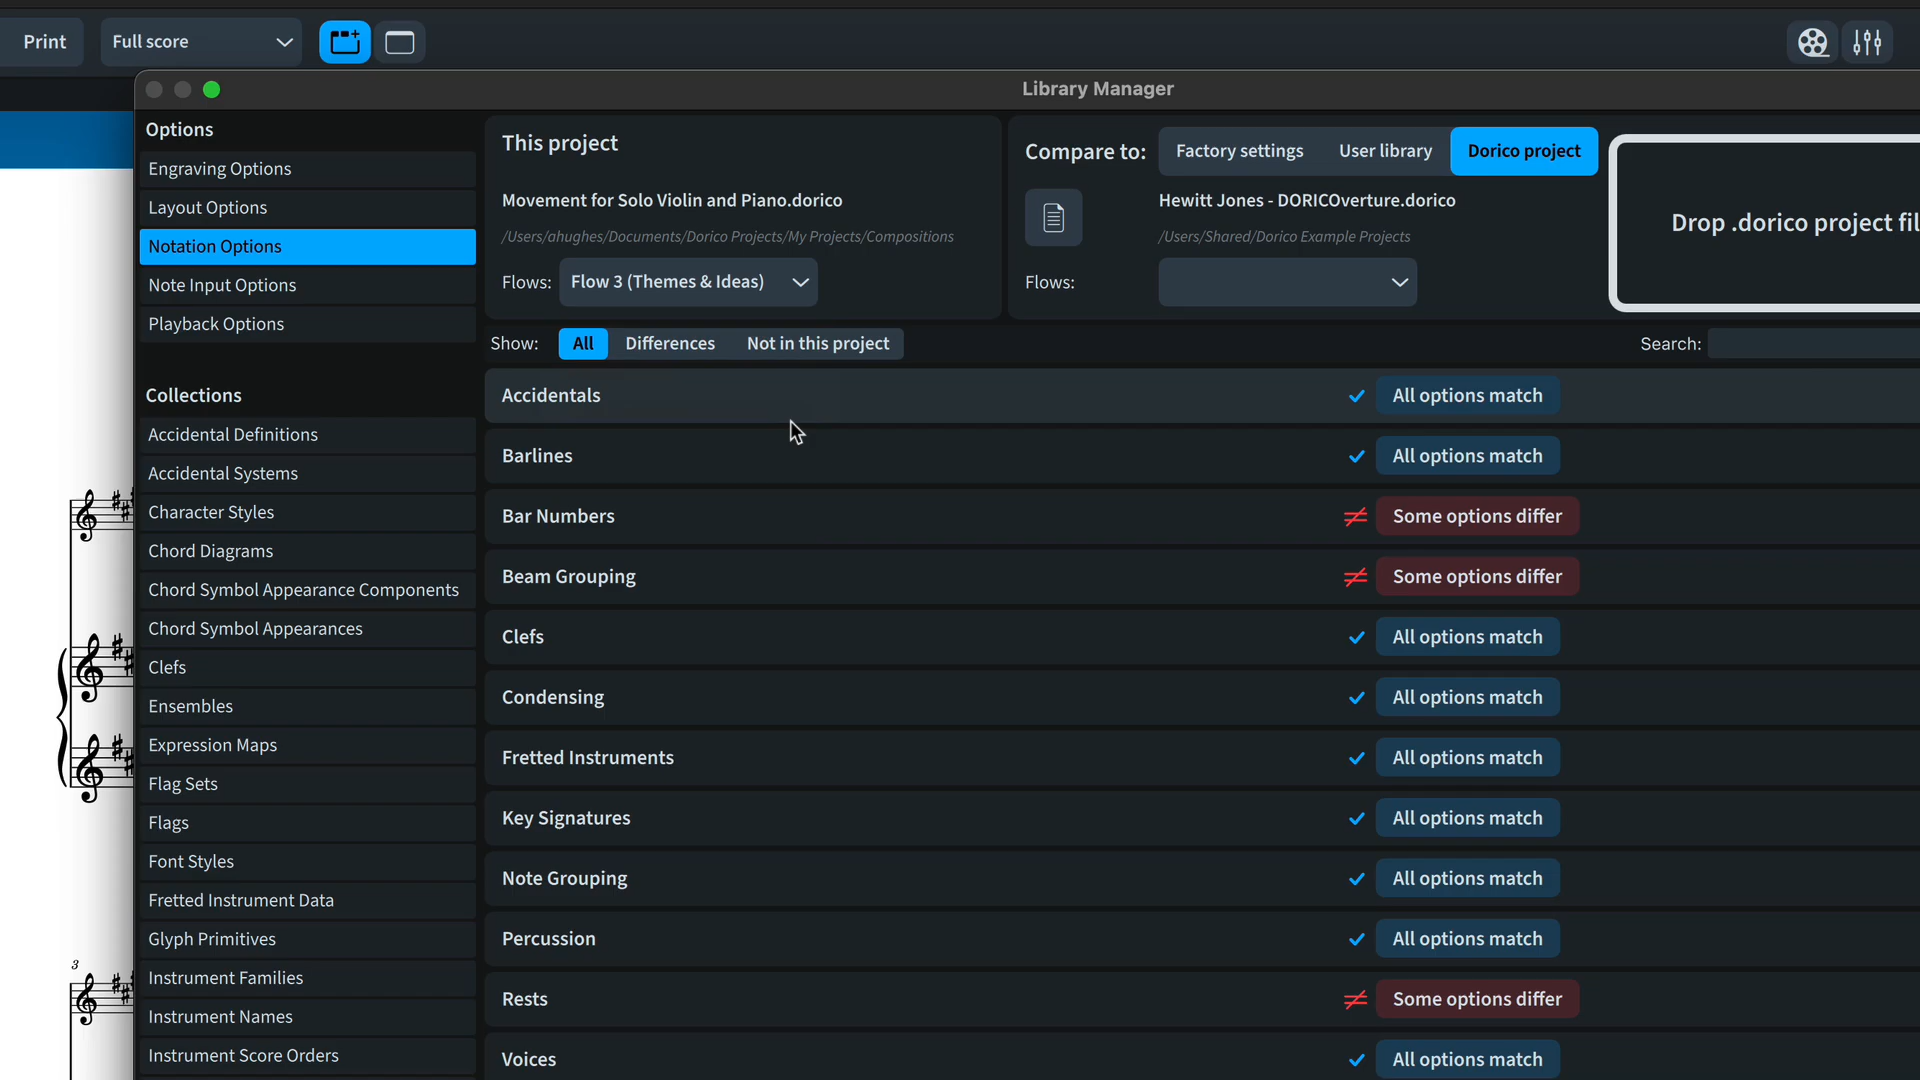 Print
Full score
Library Manager
Options
Engraving Options
Layout Options
Notation Options
Note Input Options
Playback Options
Collections
Accidental Definitions
Accidental Systems
Character Styles
Chord Diagrams
Chord Symbol Appearance Components
Chord Symbol Appearances
Clefs
Ensembles
Expression Maps
Flag Sets
Flags
Font Styles
Fretted Instrument Data
Glyph Primitives
Instrument Families
Instrument Names
Instrument Score Orders
This project
Movement for Solo Violin and Piano.dorico
/Users/ahughes/Documents/Dorico Projects/My Projects/Compositions
Flows: Flow 3 (Themes & Ideas)
Compare to: Factory settings User library Dorico project
Hewitt Jones - DORICOverture.dorico
/Users/Shared/Dorico Example Projects
Flows:
Drop .dorico project fil
Show: All Differences Not in this project
Search:
Accidentals All options match
Barlines All options match
Bar Numbers Some options differ
Beam Grouping Some options differ
Clefs All options match
Condensing All options match
Fretted Instruments All options match
Key Signatures All options match
Note Grouping All options match
Percussion All options match
Rests Some options differ
Voices All options match
3